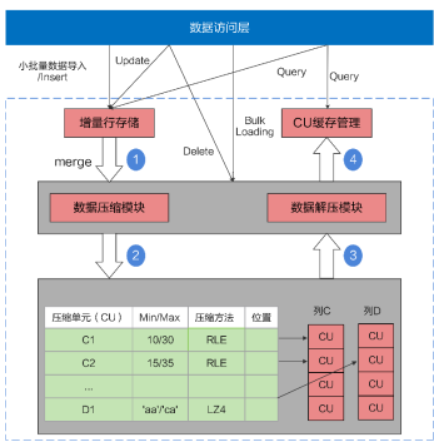 数据访问层
小批量数据导入
/Insert
Update
Query
Query
Bulk
Loading
Delete
增量行存储
CU缓存管理
merge
1
4
数据压缩模块
数据解压模块
2
3
压缩单元（CU） Min/Max 压缩方法 位置
列C 列D
C1 10/30 RLE
CU CU
C2 15/35 RLE
CU CU
...
CU CU
D1 "aa"/"ca" LZ4
CU CU